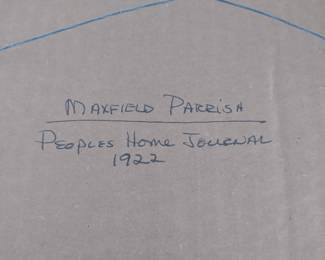 MAXFIELD PARRISH
PEOPLES HOME JOURNAL
1922